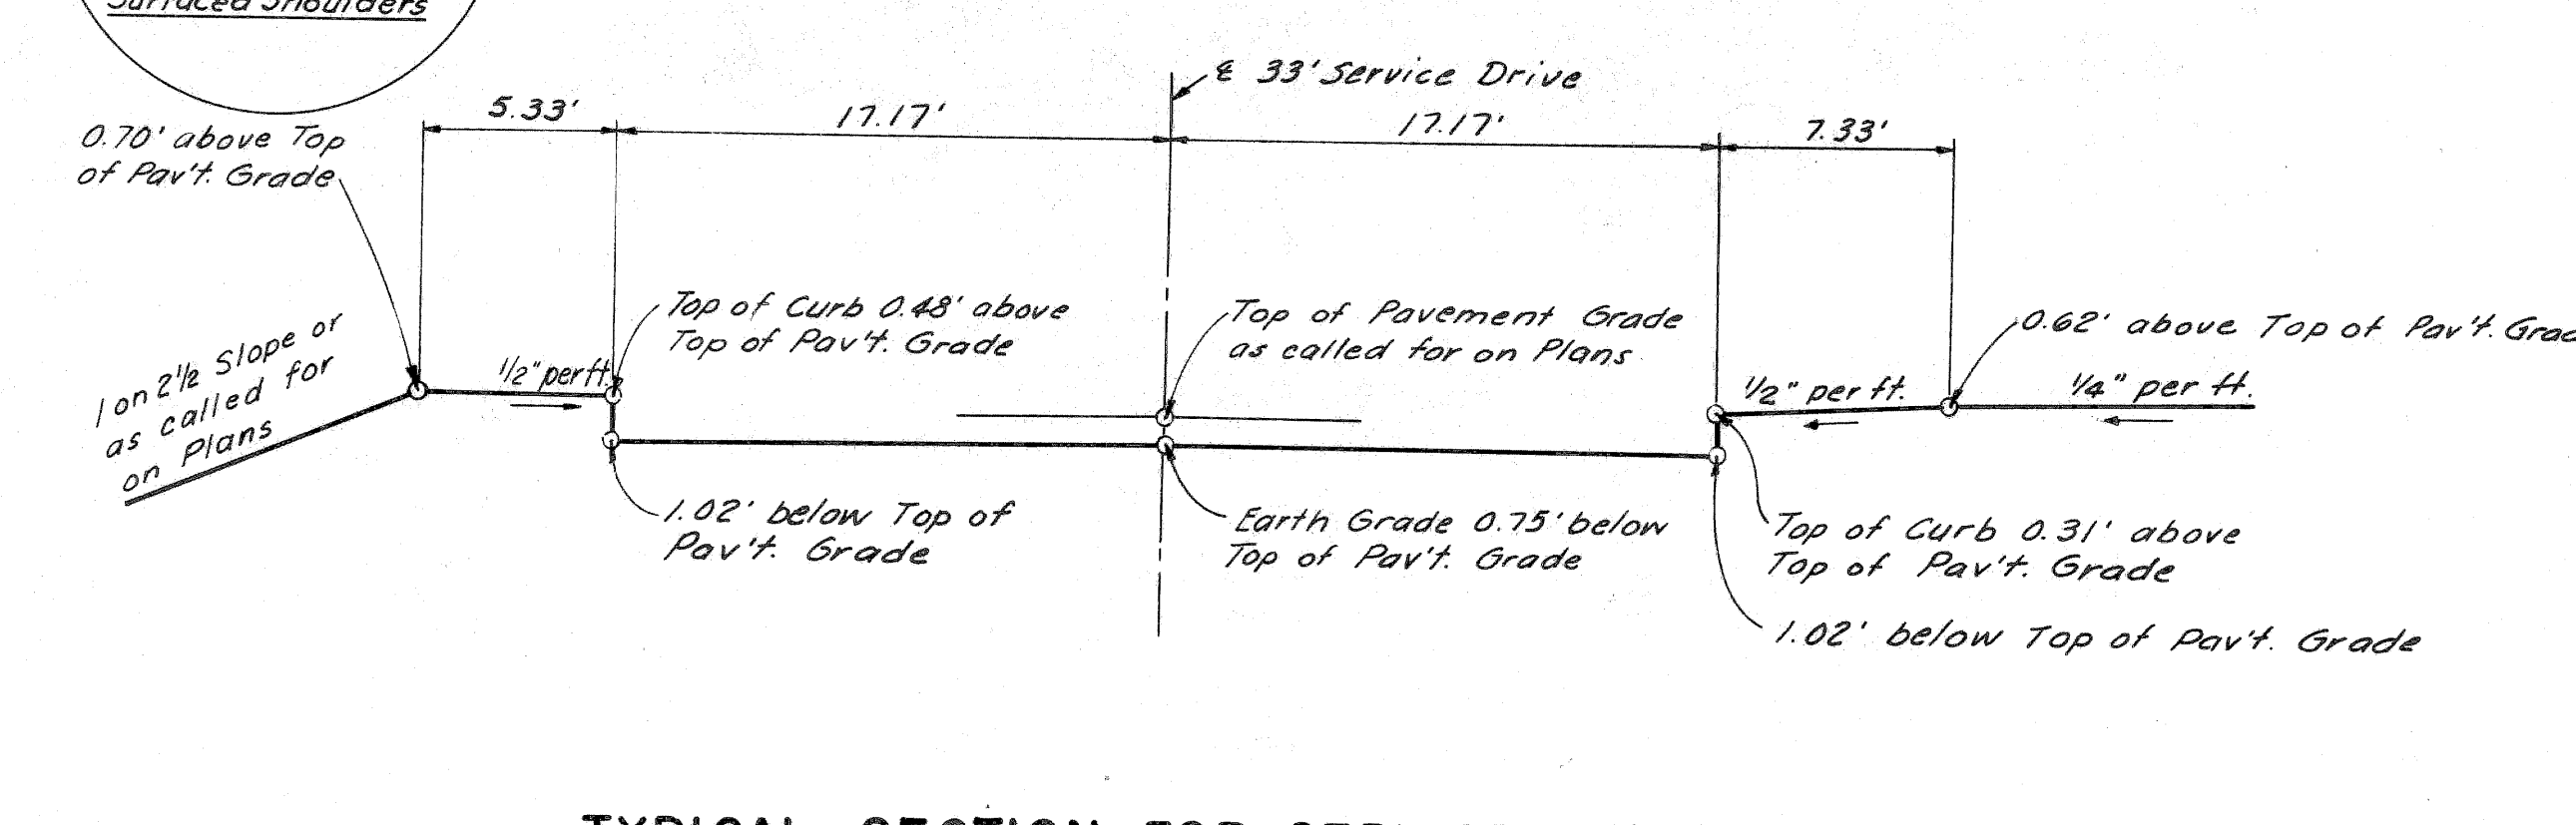 Surfaced Shoulders
℄ 33' Service Drive
5.33'
17.17'
17.17'
7.33'
0.70' above Top
of Pav't. Grade
1 on 2½ Slope or
as called for
on Plans
1/2" per ft.
Top of Curb 0.48' above
Top of Pav't. Grade
Top of Pavement Grade
as called for on Plans
0.62' above Top of Pav't.
1/2" per ft.
1/4" per ft.
1.02' below Top of
Pav't. Grade
Earth Grade 0.75' below
Top of Pav't. Grade
Top of Curb 0.31' above
Top of Pav't. Grade
1.02' below Top of Pav't. Grade
TYPICAL SECTION FOR